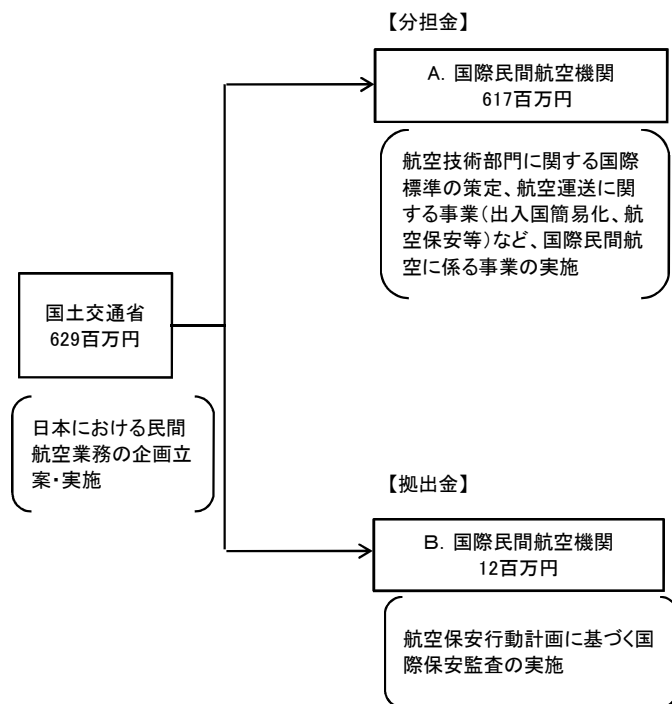 【分担金】
A. 国際民間航空機関
617百万円
航空技術部門に関する国際
標準の策定、航空運送に関
する事業(出入国簡易化、航
空保安等)など、国際民間航
空に係る事業の実施
国土交通省
629百万円
日本における民間
航空業務の企画立
案・実施
【拠出金】
B. 国際民間航空機関
12百万円
航空保安行動計画に基づく国
際保安監査の実施